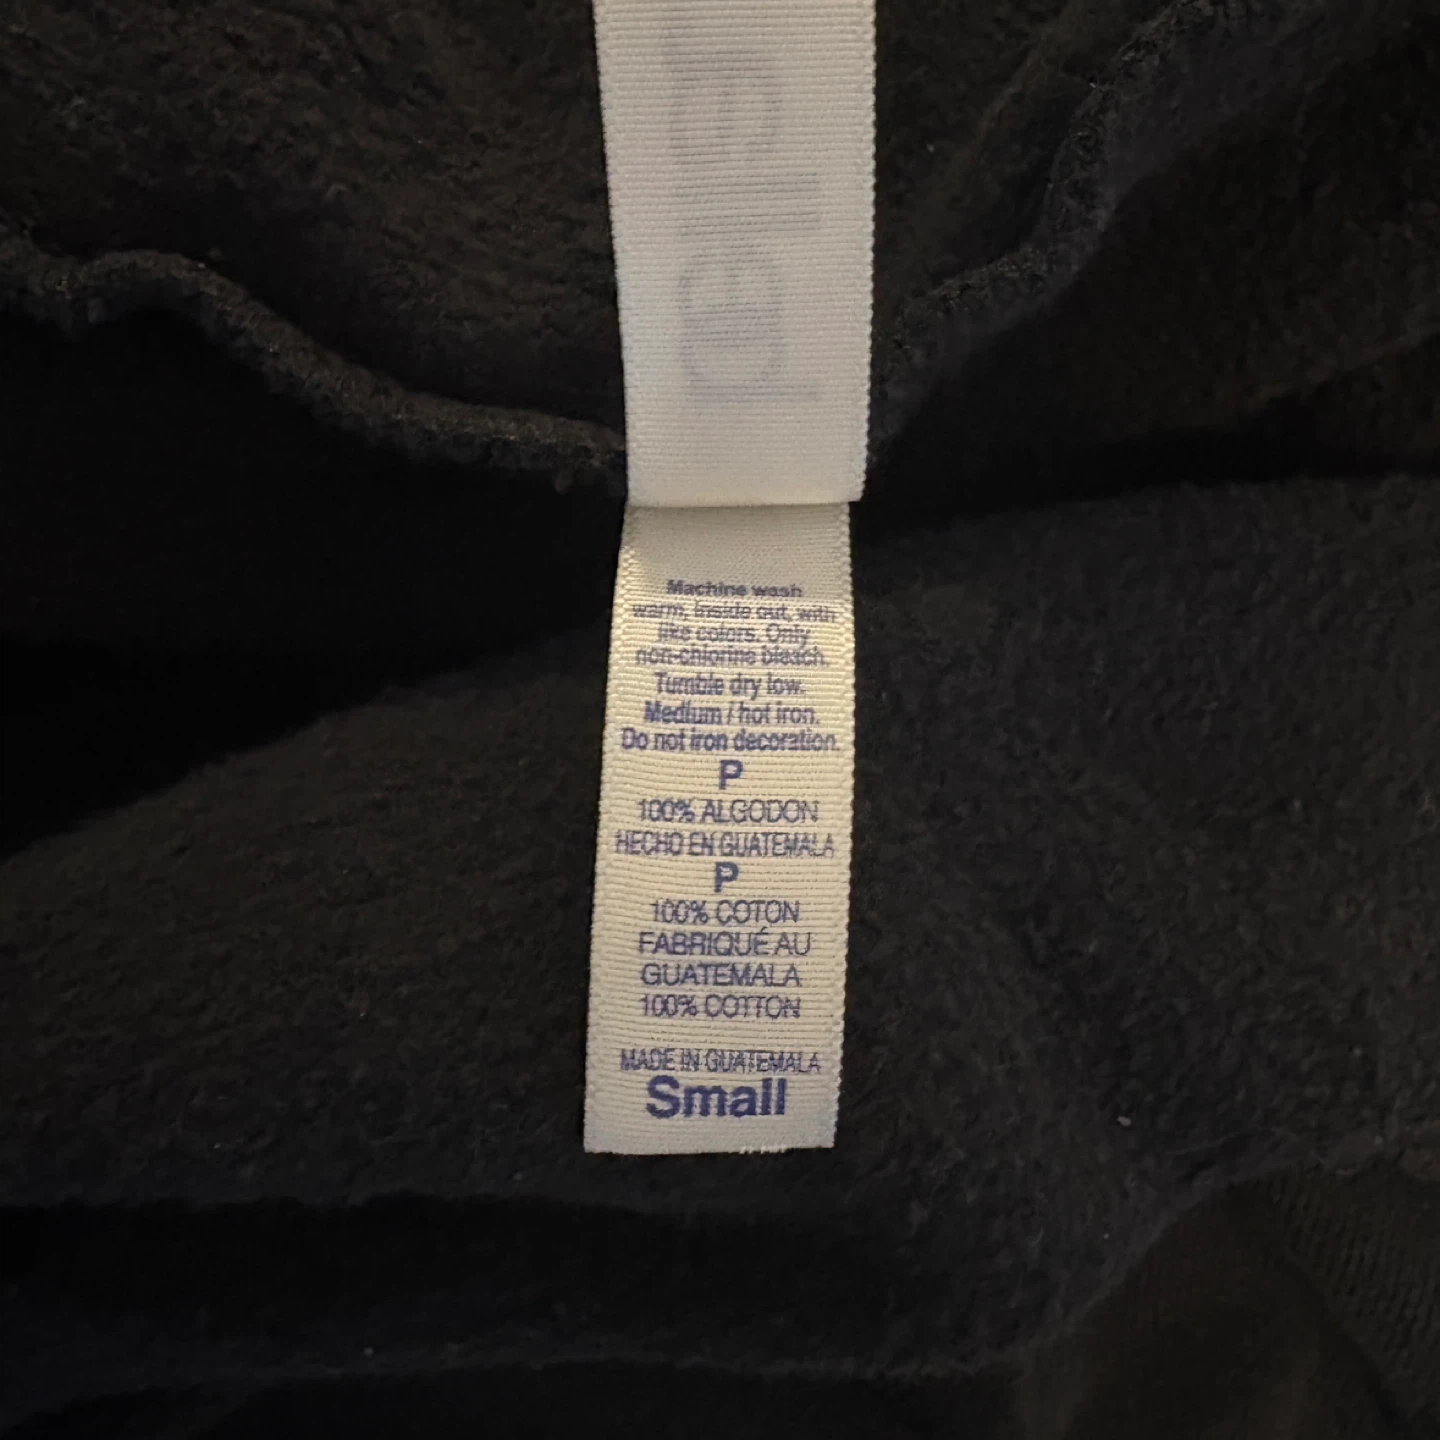 Machine wash
warm, inside out, with
like colors. Only
non-chlorine bleach.
Tumble dry low.
Medium / hot iron.
Do not iron decoration.
P
100% ALGODON
HECHO EN GUATEMALA
P
100% COTON
FABRIQUÉ AU
GUATEMALA
100% COTTON
MADE IN GUATEMALA
Small